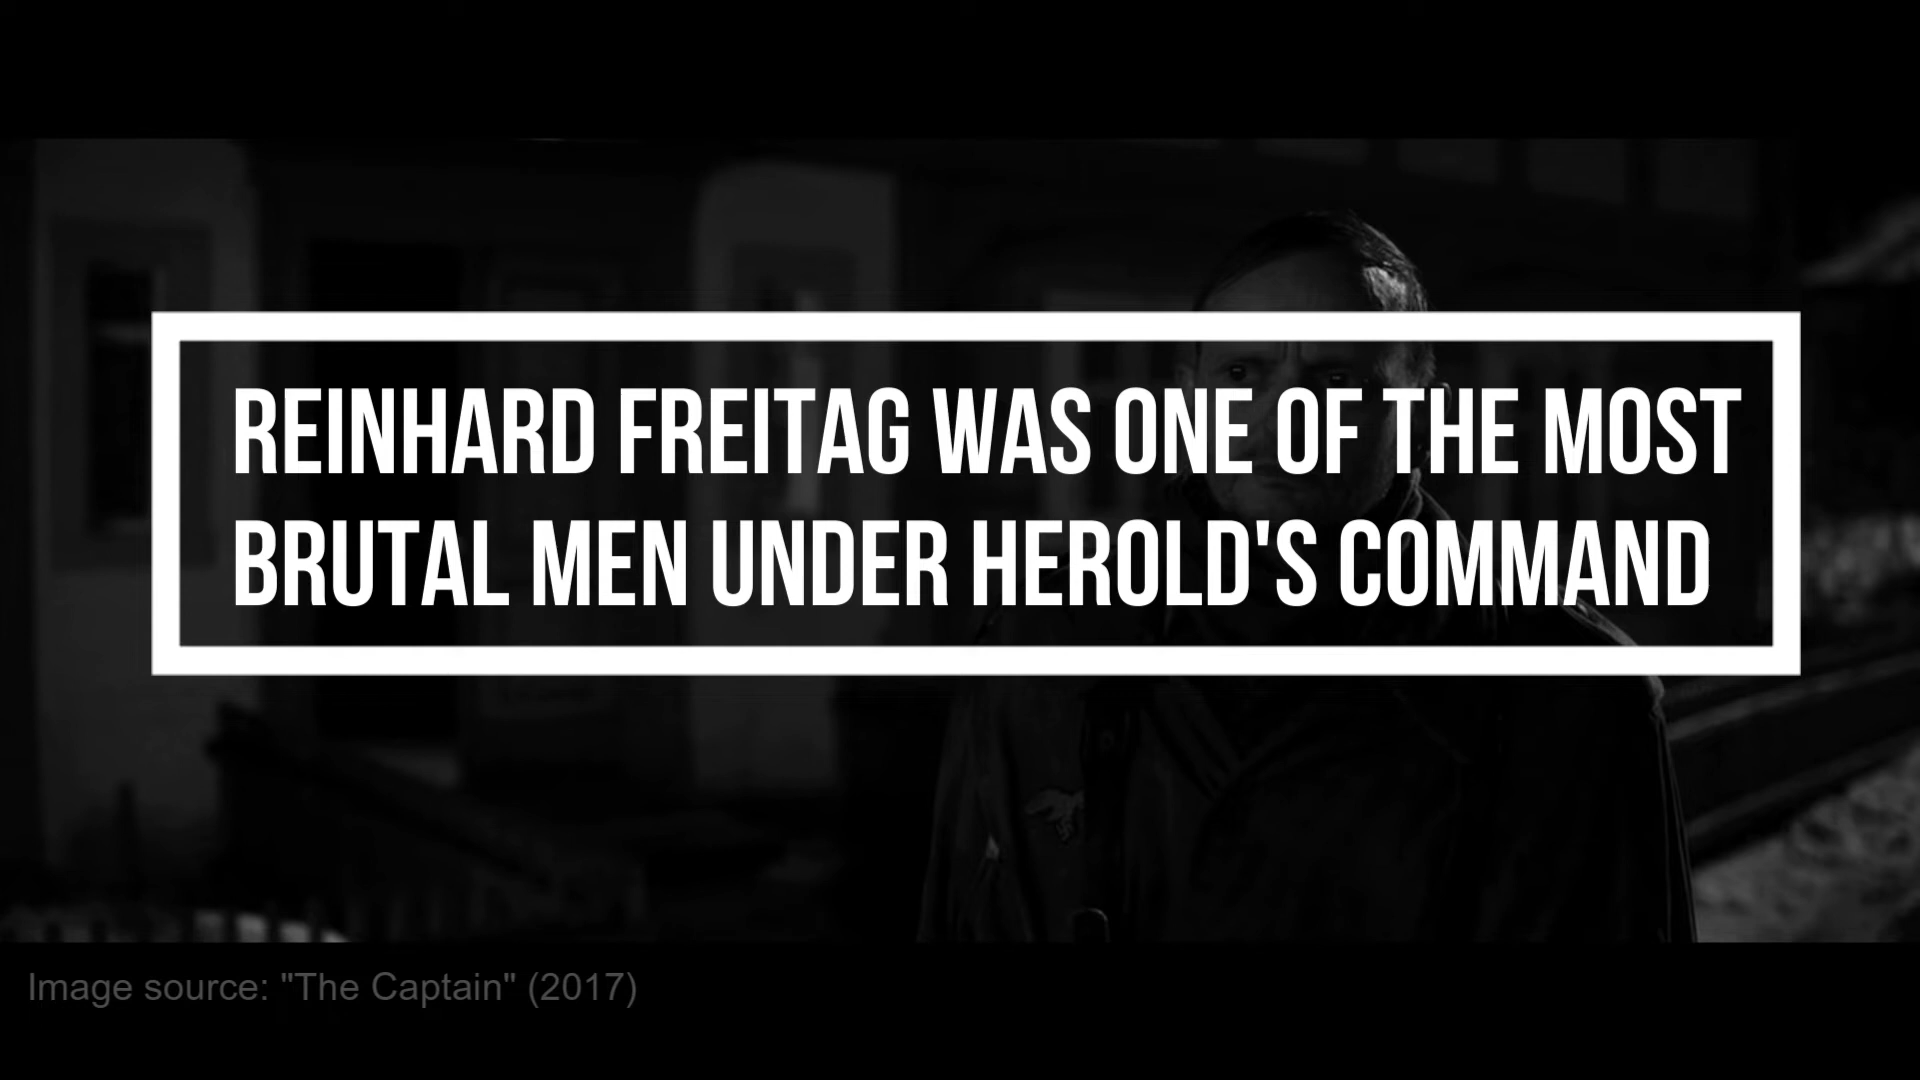 REINHARD FREITAG WAS ONE OF THE MOST
BRUTAL MEN UNDER HEROLD'S COMMAND
Image source: "The Captain" (2017)